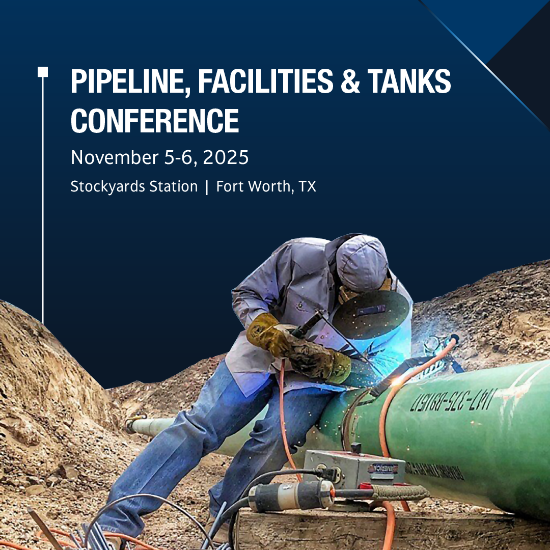 PIPELINE, FACILITIES & TANKS
CONFERENCE
November 5-6, 2025
Stockyards Station | Fort Worth, TX